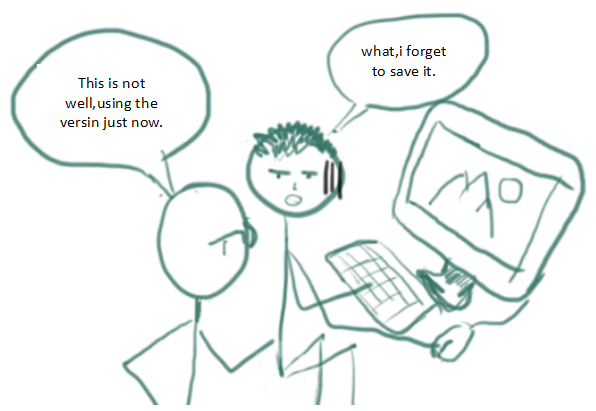 This is not
well,using the
versin just now.
what,i forget
to save it.